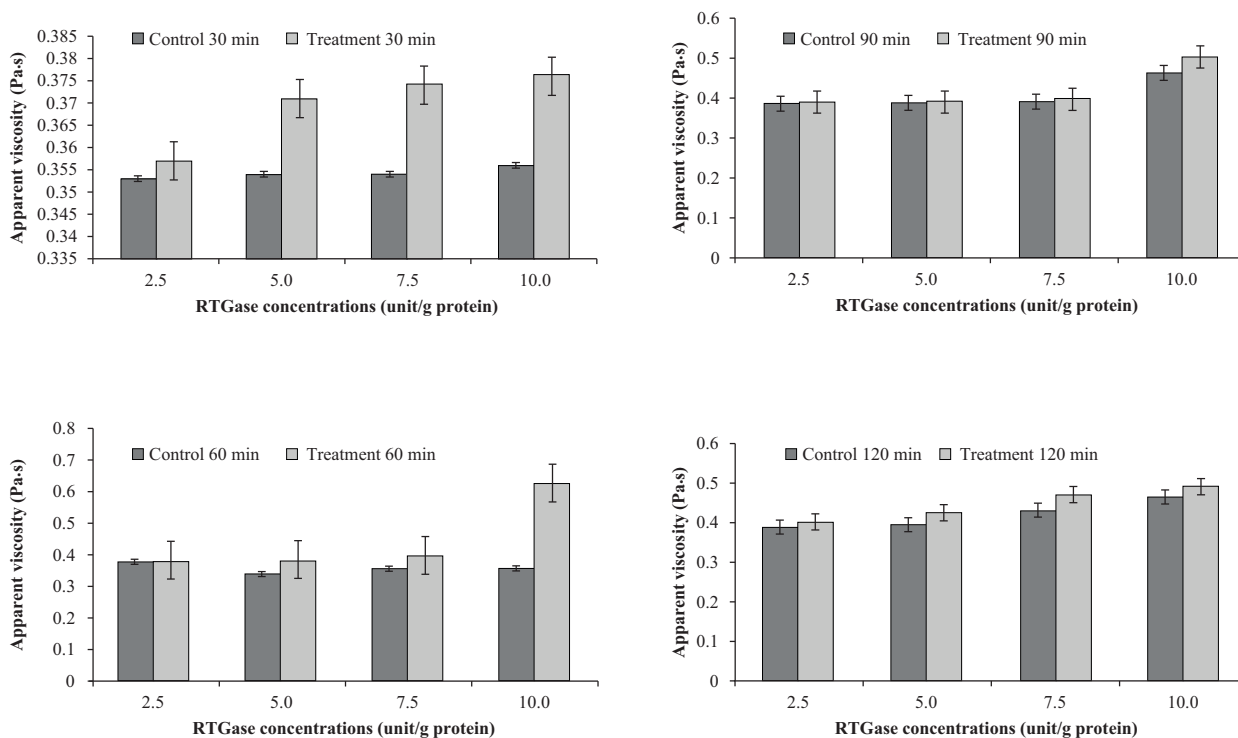 Control 30 min Treatment 30 min
Apparent viscosity (Pa·s)
0.385
0.38
0.375
0.37
0.365
0.36
0.355
0.35
0.345
0.34
0.335
2.5 5.0 7.5 10.0
RTGase concentrations (unit/g protein)
Control 90 min Treatment 90 min
Apparent viscosity (Pa·s)
0.6
0.5
0.4
0.3
0.2
0.1
0
2.5 5.0 7.5 10.0
RTGase concentrations (unit/g protein)
Control 60 min Treatment 60 min
Apparent viscosity (Pa·s)
0.8
0.7
0.6
0.5
0.4
0.3
0.2
0.1
0
2.5 5.0 7.5 10.0
RTGase concentrations (unit/g protein)
Control 120 min Treatment 120 min
Apparent viscosity (Pa·s)
0.6
0.5
0.4
0.3
0.2
0.1
0
2.5 5.0 7.5 10.0
RTGase concentrations (unit/g protein)